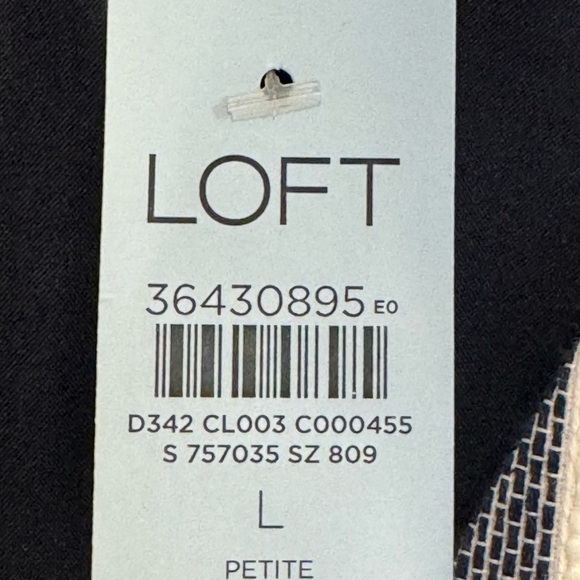 LOFT
36430895 E0
D342 CL003 C000455
S 757035 SZ 809
L
PETITE